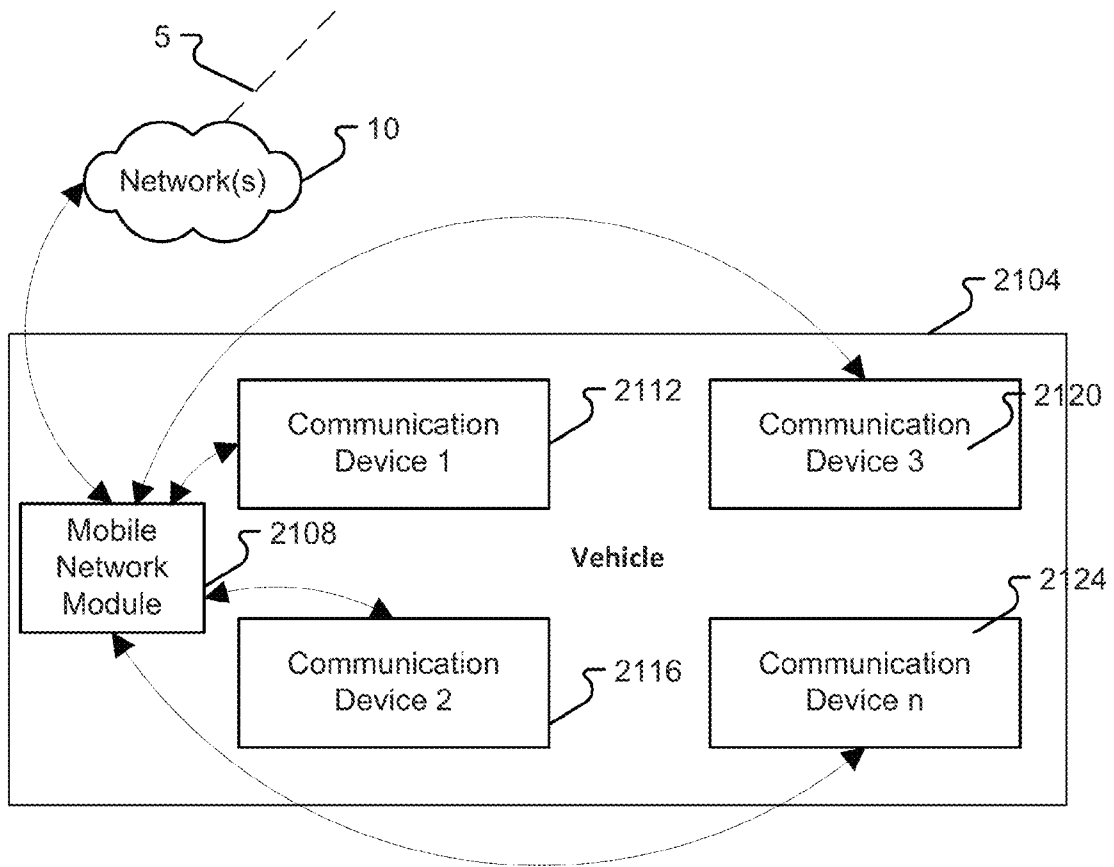 5
10
Network(s)
2104
Communication
Device 1
2112
Communication
Device 3
2120
Mobile
Network
Module
2108
Vehicle
2124
Communication
Device 2
2116
Communication
Device n